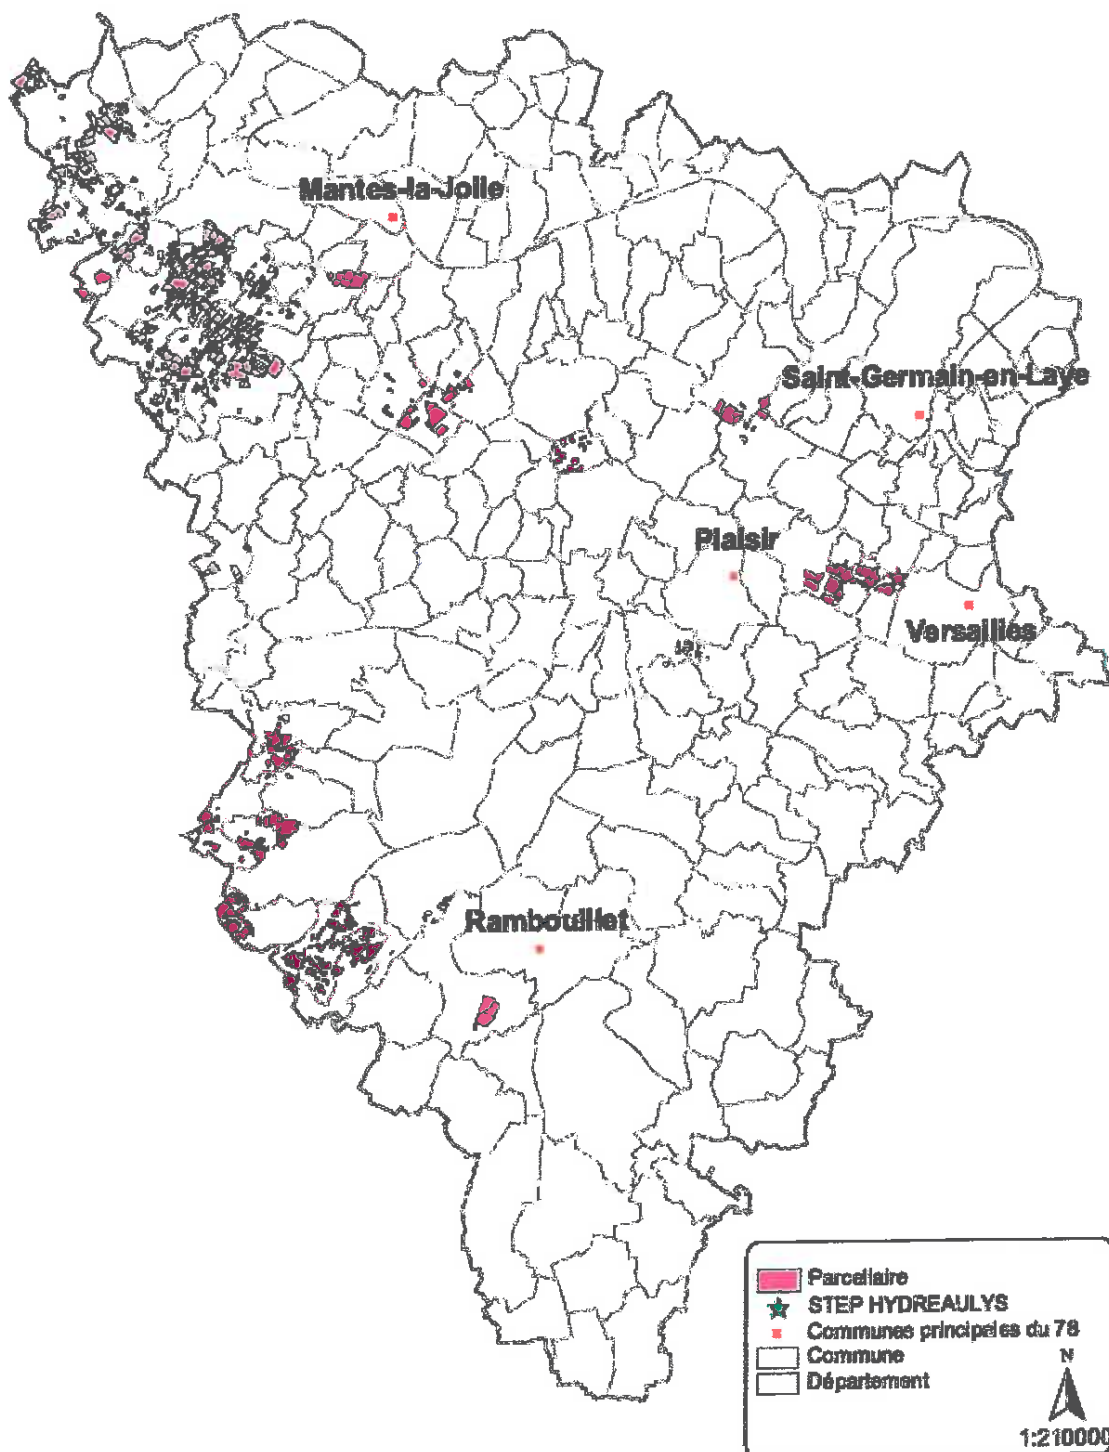 Mantes-la-Jolie
Saint-Germain-en-Laye
Plaisir
Versailles
Rambouillet
Parcellaire
STEP HYDREAULYS
Communes principales du 78
Commune
Département
N
1:210000